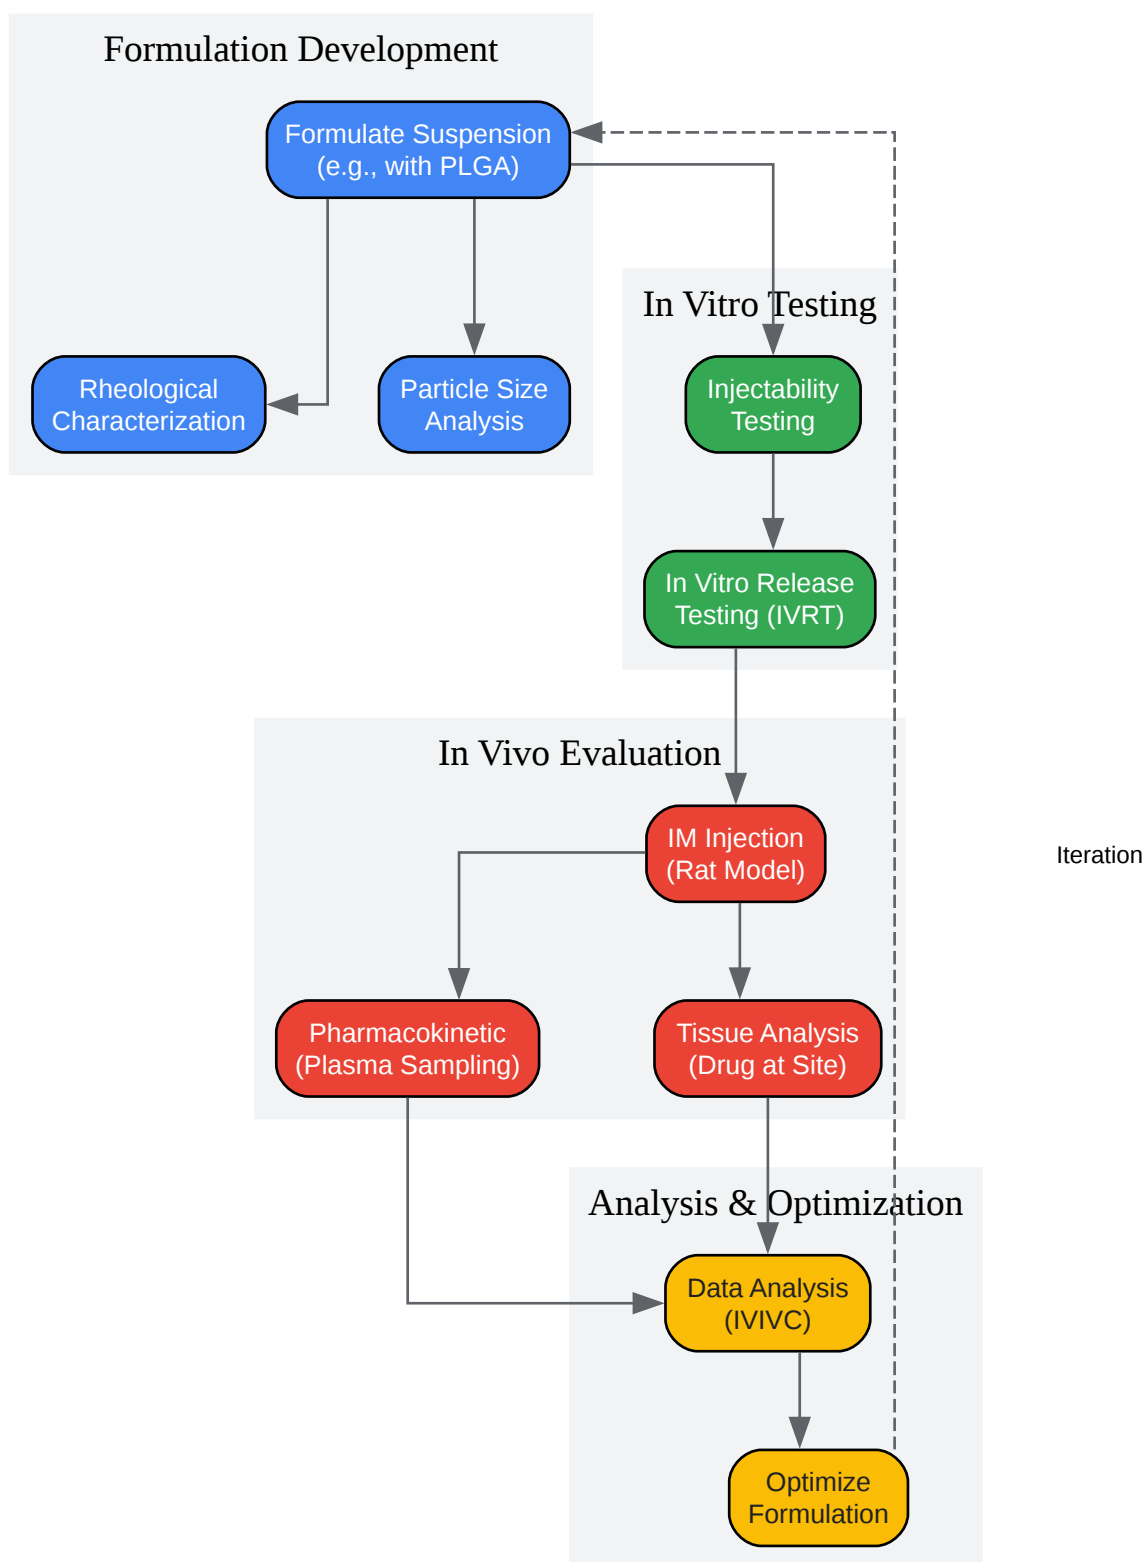 Formulation Development
Formulate Suspension
(e.g., with PLGA)
In Vitro Testing
Rheological
Characterization
Particle Size
Analysis
Injectability
Testing
In Vitro Release
Testing (IVRT)
In Vivo Evaluation
IM Injection
(Rat Model)
Iteration
Pharmacokinetic
(Plasma Sampling)
Tissue Analysis
(Drug at Site)
Analysis & Optimization
Data Analysis
(IVIVC)
Optimize
Formulation